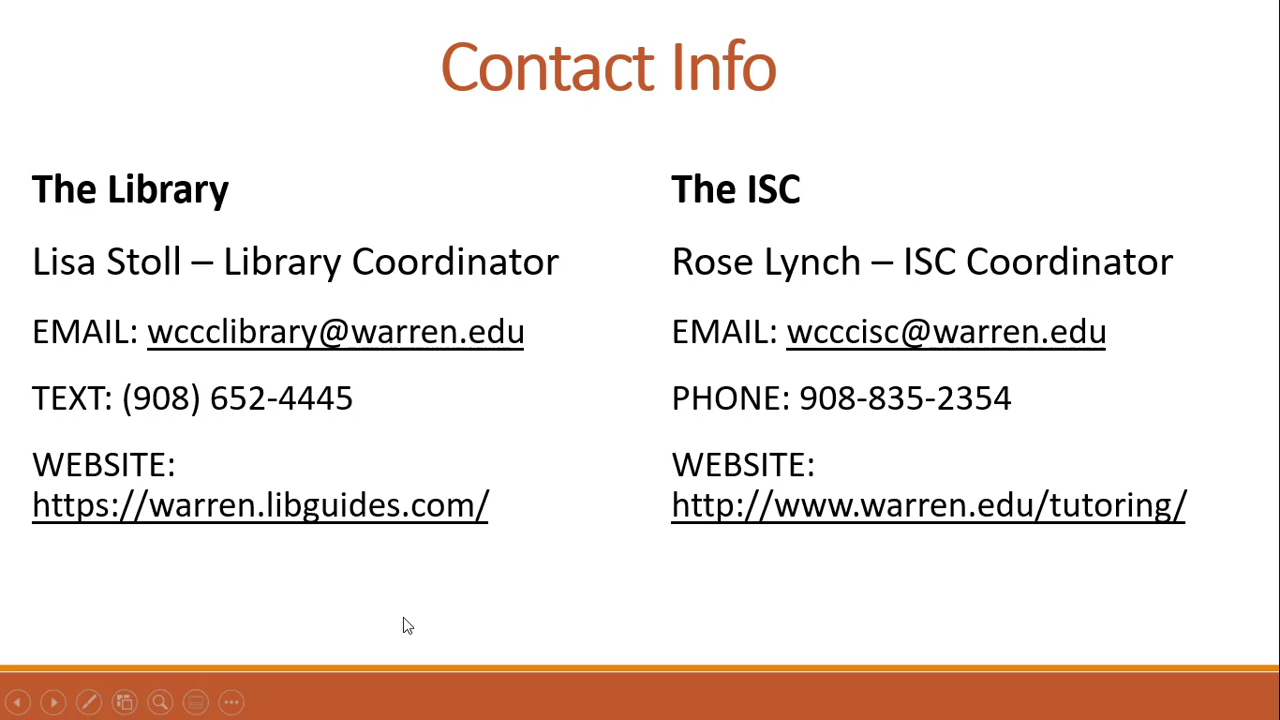 Contact Info
The Library
Lisa Stoll – Library Coordinator
EMAIL: wccclibrary@warren.edu
TEXT: (908) 652-4445
WEBSITE:
https://warren.libguides.com/
The ISC
Rose Lynch – ISC Coordinator
EMAIL: wcccisc@warren.edu
PHONE: 908-835-2354
WEBSITE:
http://www.warren.edu/tutoring/